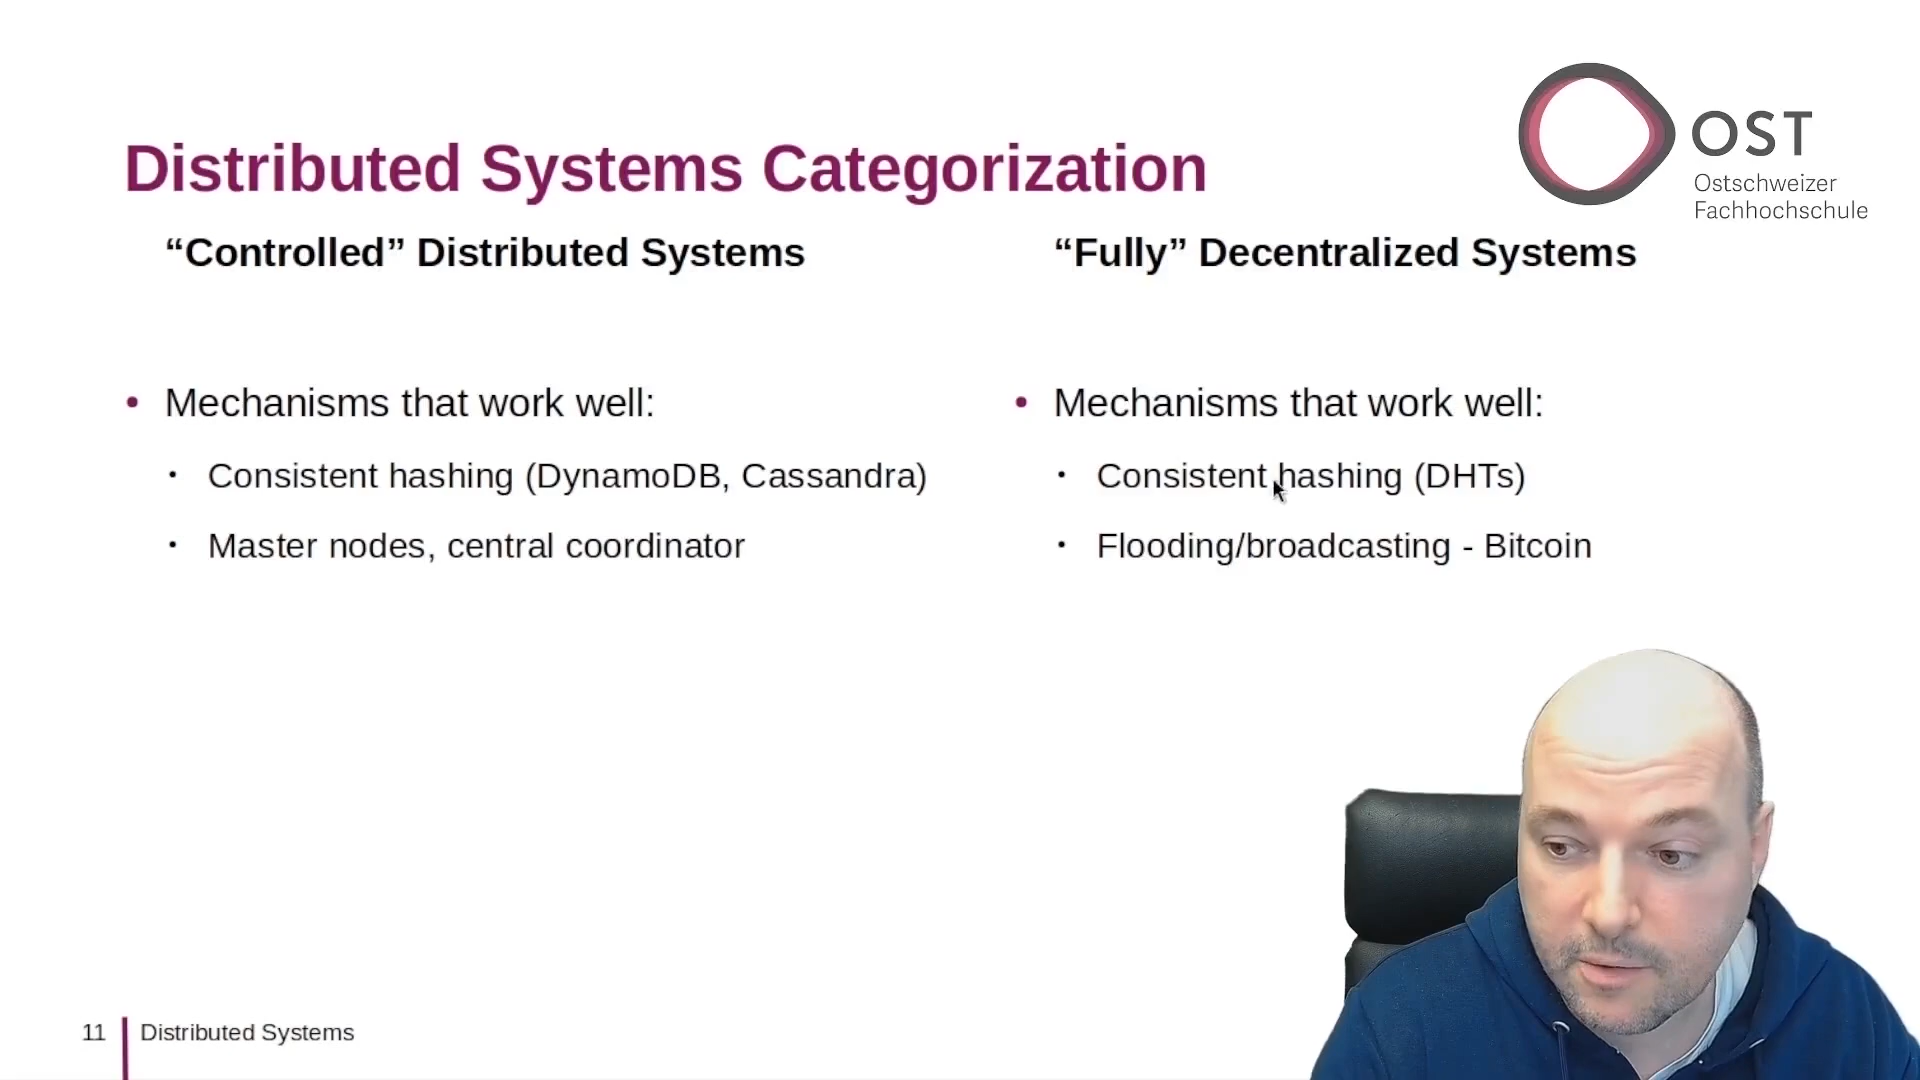 OST
Ostschweizer
Fachhochschule
Distributed Systems Categorization
“Controlled” Distributed Systems
• Mechanisms that work well:
· Consistent hashing (DynamoDB, Cassandra)
· Master nodes, central coordinator
“Fully” Decentralized Systems
• Mechanisms that work well:
· Consistent hashing (DHTs)
· Flooding/broadcasting - Bitcoin
11 Distributed Systems